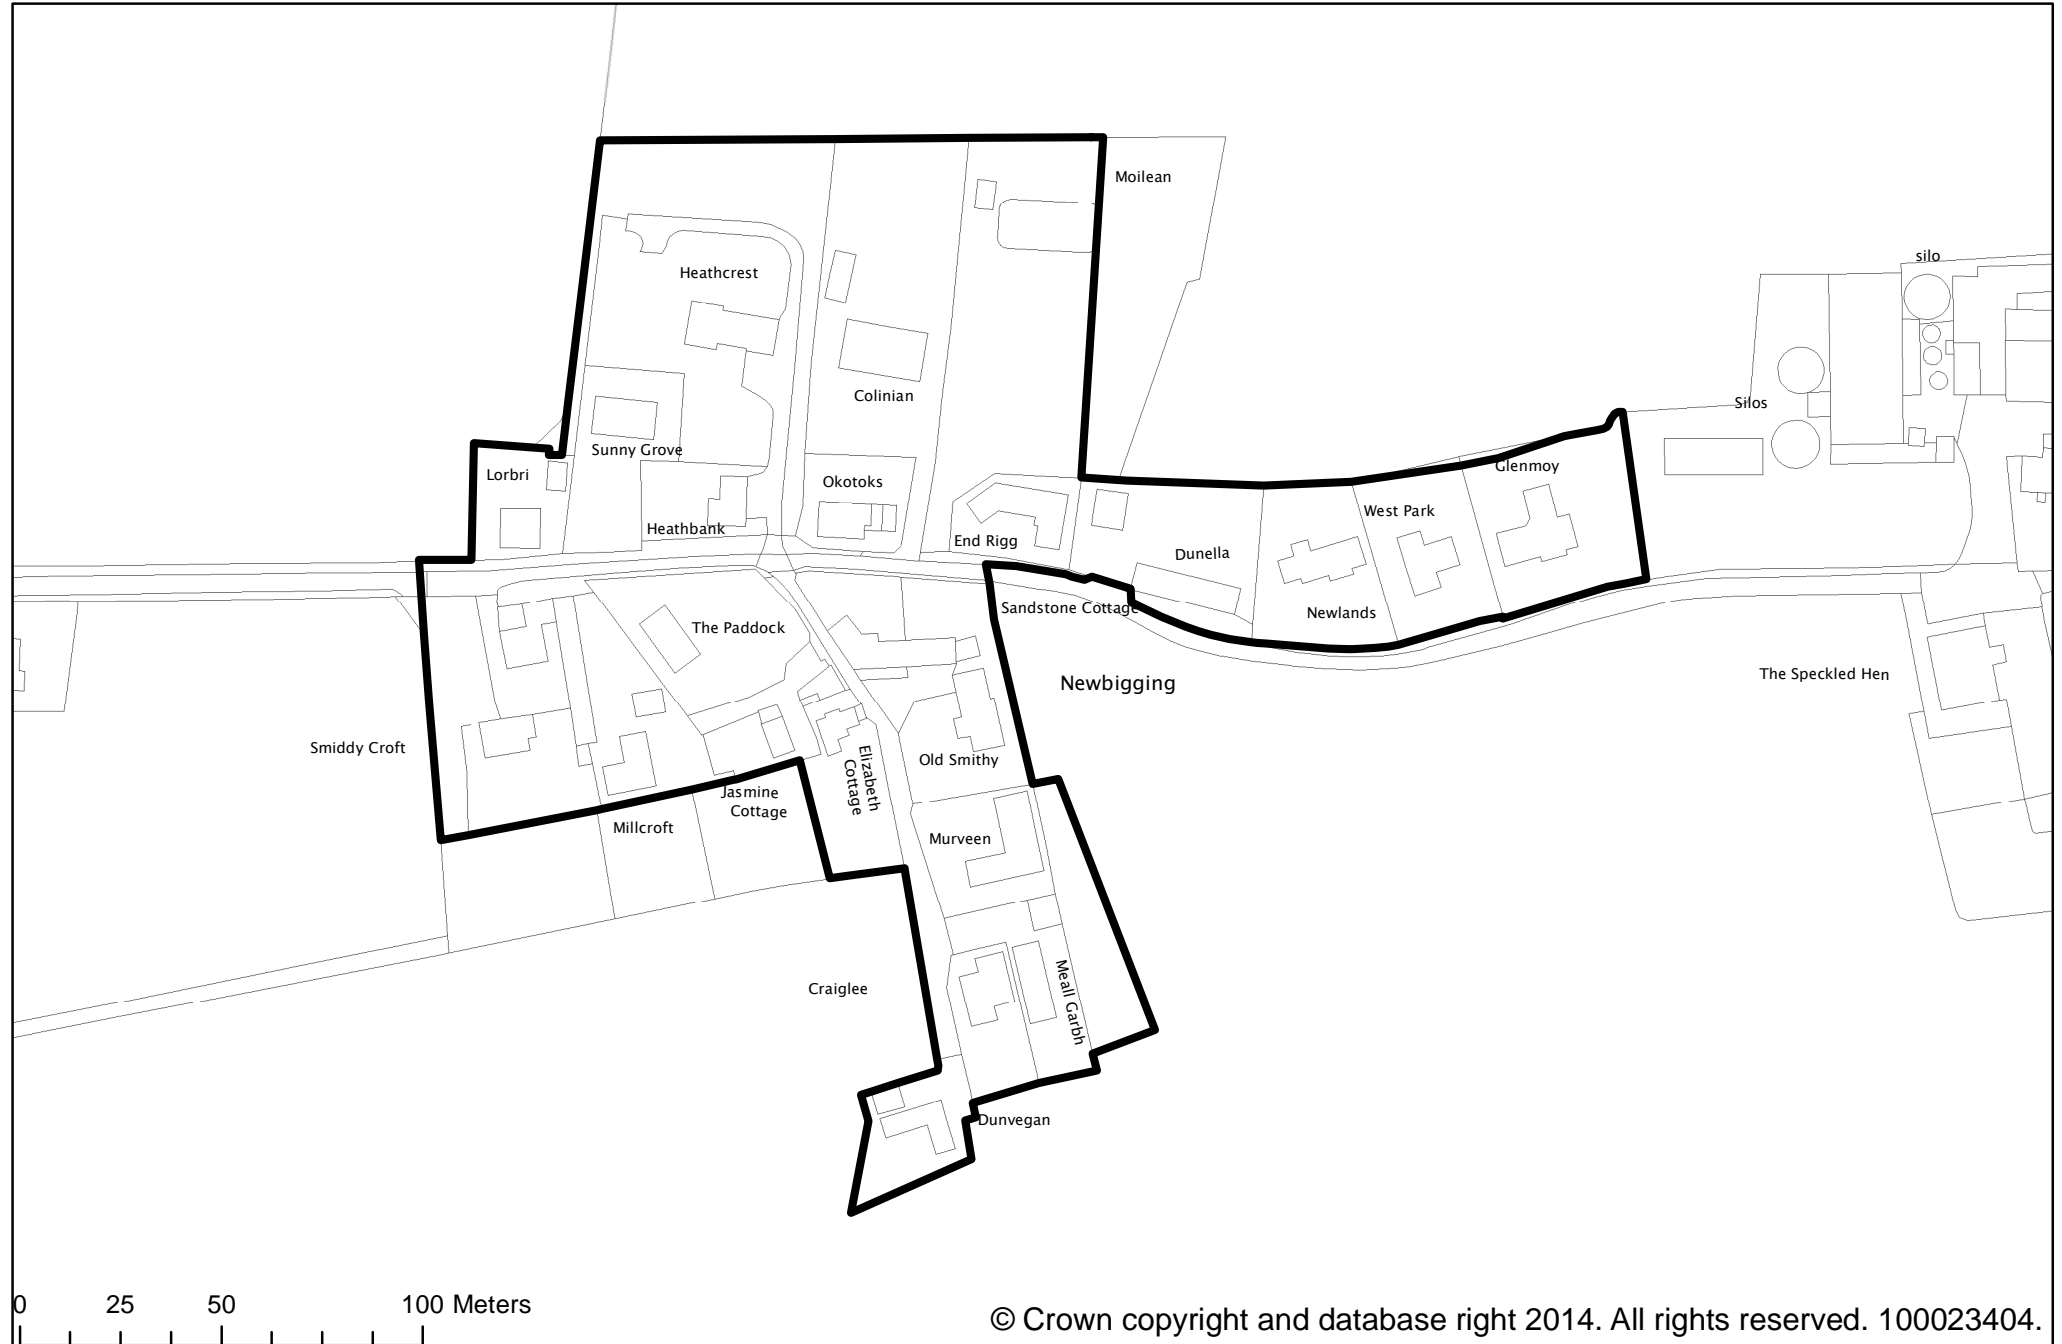 Moilean
silo
Heathcrest
Colinian
Silos
Sunny Grove
Lorbri
Okotoks
Glenmoy
Heathbank
West Park
End Rigg
Dunella
Sandstone Cottage
Newlands
The Paddock
Newbigging
The Speckled Hen
Smiddy Croft
Old Smithy
Elizabeth
Cottage
Jasmine
Cottage
Millcroft
Murveen
Craiglee
Meall Garbh
Dunvegan
0 25 50 100 Meters
© Crown copyright and database right 2014. All rights reserved. 100023404.